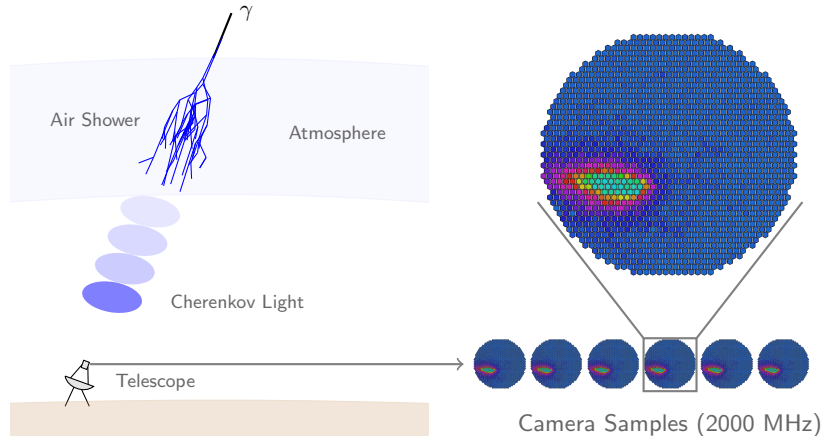 γ
Air Shower
Atmosphere
Cherenkov Light
Telescope
Camera Samples (2000 MHz)